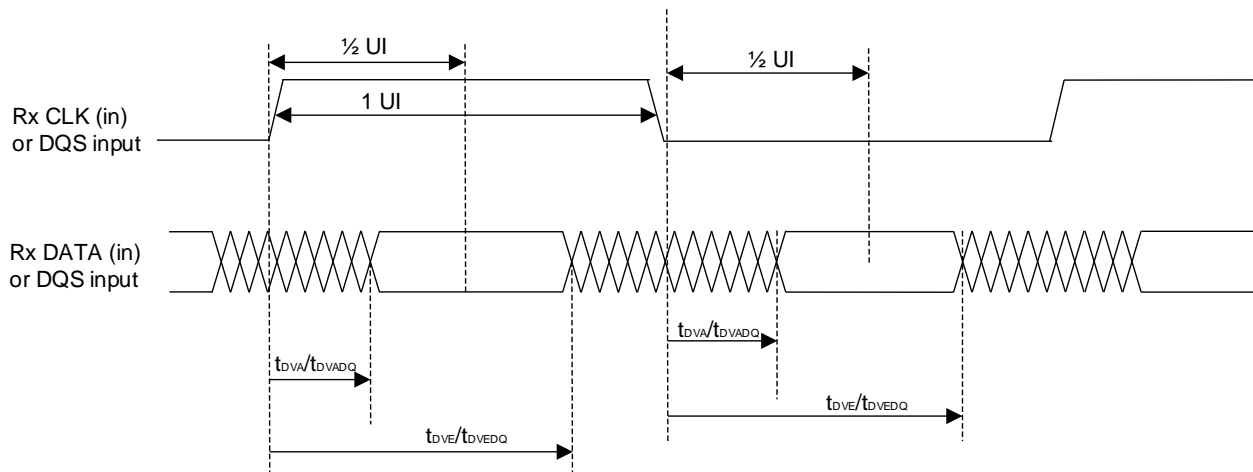 ½ UI
½ UI
1 UI
Rx CLK (in)
or DQS input
Rx DATA (in)
or DQS input
tDVA/tDVADQ
tDVA/tDVADQ
tDVE/tDVEDQ
tDVE/tDVEDQ